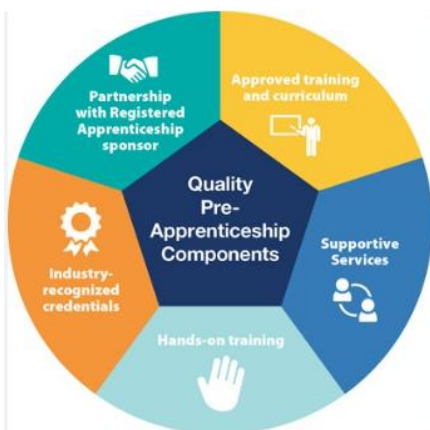 Partnership
with Registered
Apprenticeship
sponsor
Approved training
and curriculum
Quality
Pre-
Apprenticeship
Components
Supportive
Services
Industry-
recognized
credentials
Hands-on training